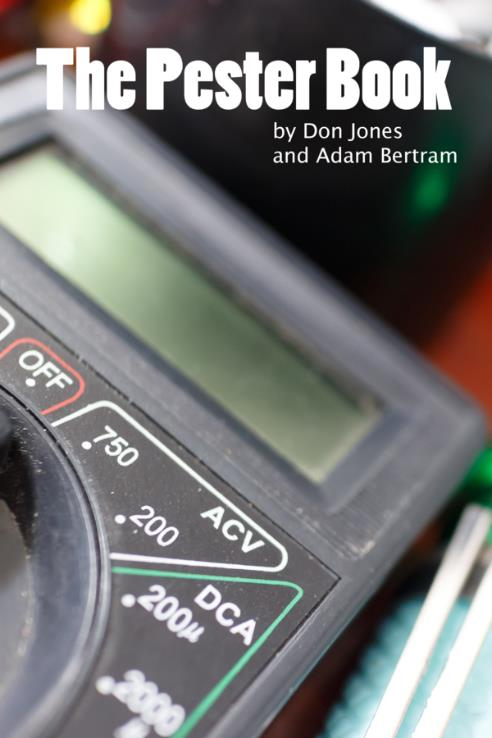 The Pester Book
by Don Jones
and Adam Bertram
OFF
750
200
ACV
DCA
200µ
2000
µ